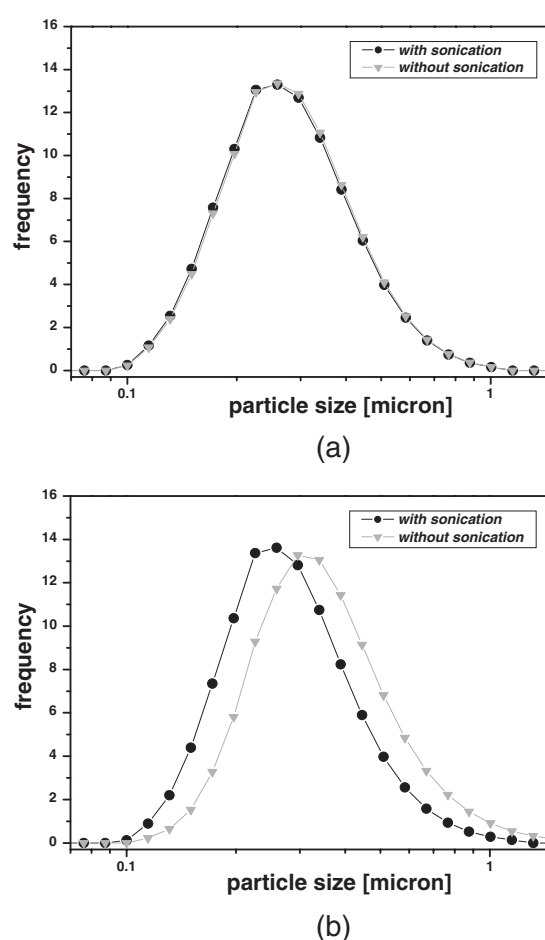 16
with sonication
14
without sonication
12
10
8
6
4
2
0
frequency
0.1
1
particle size [micron]
(a)
16
with sonication
14
without sonication
12
10
8
6
4
2
0
frequency
0.1
1
particle size [micron]
(b)